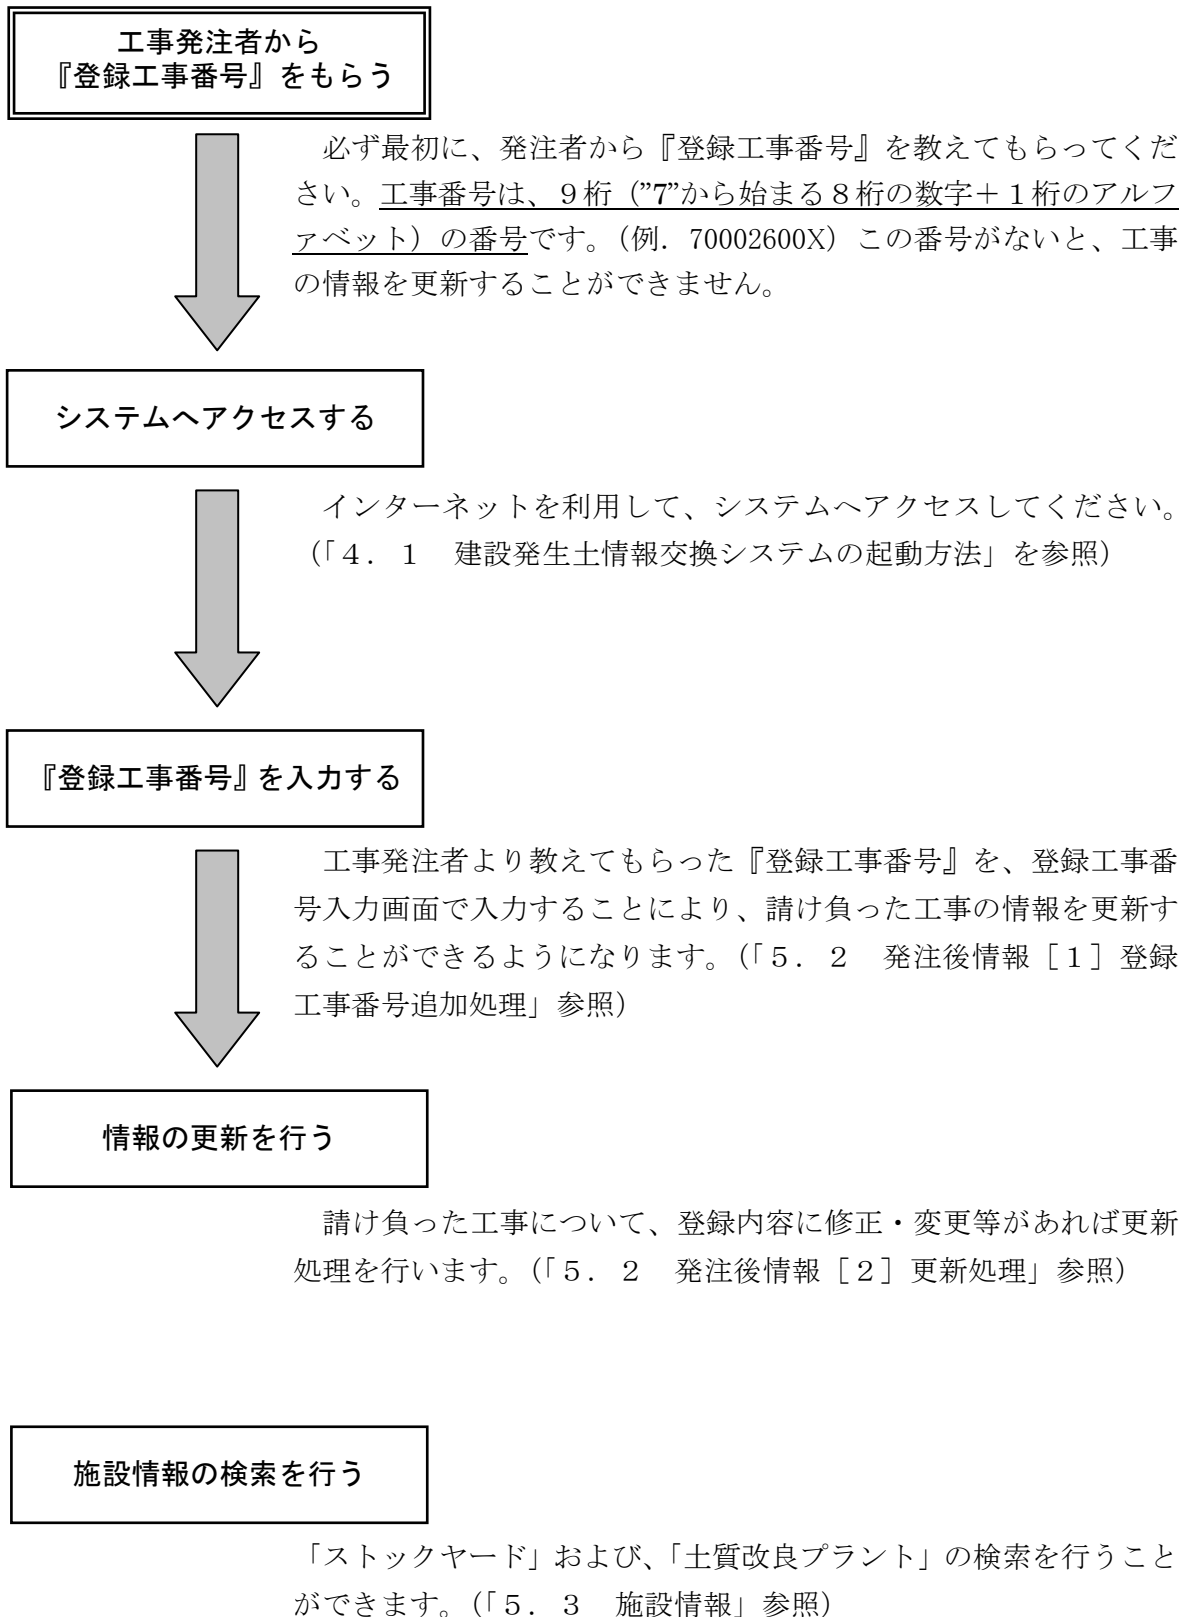 工事発注者から
『登録工事番号』をもらう
必ず最初に、発注者から『登録工事番号』を教えてもらってくだ
さい。工事番号は、９桁（”7”から始まる８桁の数字＋１桁のアルフ
ァベット）の番号です。（例．70002600X）この番号がないと、工事
の情報を更新することができません。
システムへアクセスする
インターネットを利用して、システムへアクセスしてください。
（「４．１　建設発生土情報交換システムの起動方法」を参照）
『登録工事番号』を入力する
工事発注者より教えてもらった『登録工事番号』を、登録工事番
号入力画面で入力することにより、請け負った工事の情報を更新す
ることができるようになります。（「５．２　発注後情報［１］登録
工事番号追加処理」参照）
情報の更新を行う
請け負った工事について、登録内容に修正・変更等があれば更新
処理を行います。（「５．２　発注後情報［２］更新処理」参照）
施設情報の検索を行う
「ストックヤード」および、「土質改良プラント」の検索を行うこと
ができます。（「５．３　施設情報」参照）